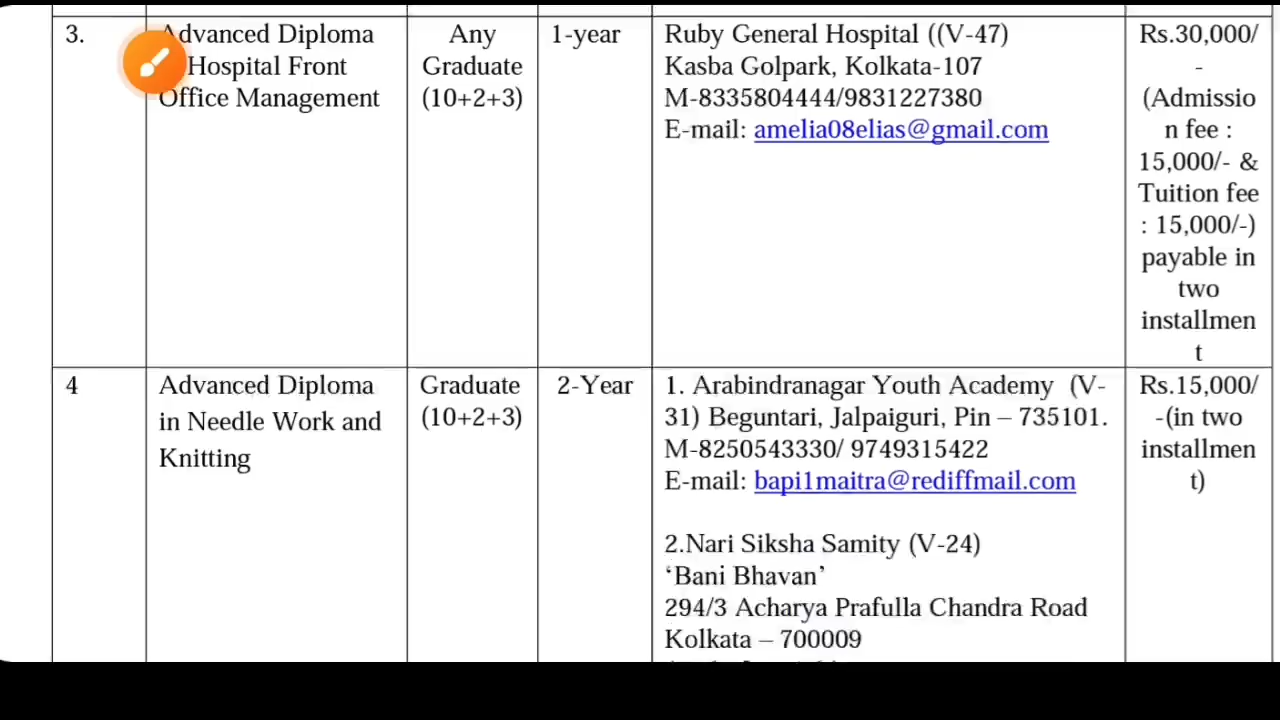 3.
Advanced Diploma
Hospital Front
Office Management
Any
Graduate
(10+2+3)
1-year
Ruby General Hospital ((V-47)
Kasba Golpark, Kolkata-107
M-8335804444/9831227380
E-mail: amelia08elias@gmail.com
Rs.30,000/
-
(Admissio
n fee :
15,000/- &
Tuition fee
: 15,000/-)
payable in
two
installmen
t
4
Advanced Diploma
in Needle Work and
Knitting
Graduate
(10+2+3)
2-Year
1. Arabindranagar Youth Academy (V-
31) Beguntari, Jalpaiguri, Pin – 735101.
M-8250543330/ 9749315422
E-mail: bapi1maitra@rediffmail.com
2.Nari Siksha Samity (V-24)
‘Bani Bhavan’
294/3 Acharya Prafulla Chandra Road
Kolkata – 700009
Rs.15,000/
-(in two
installmen
t)